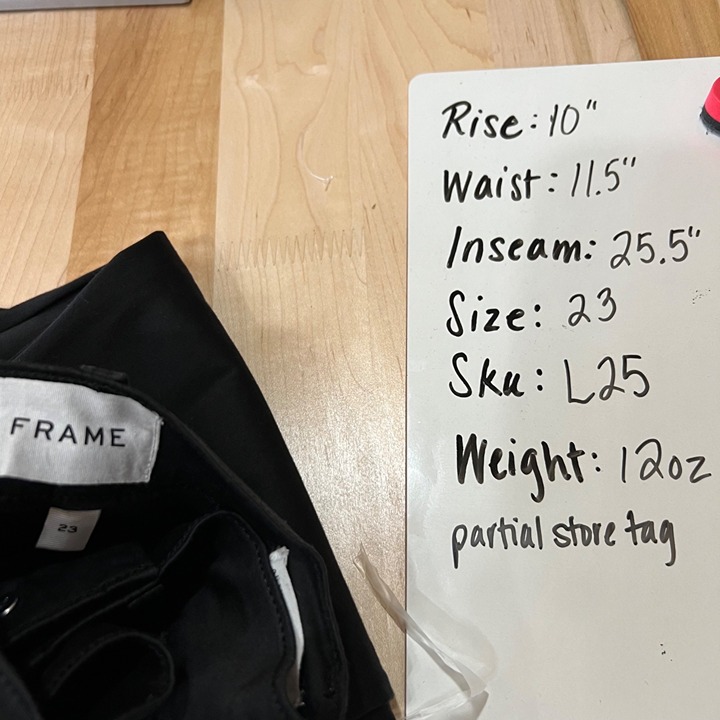 FRAME
23
Rise: 10"
Waist: 11.5"
Inseam: 25.5"
Size: 23
Sku: L25
Weight: 12oz
partial store tag